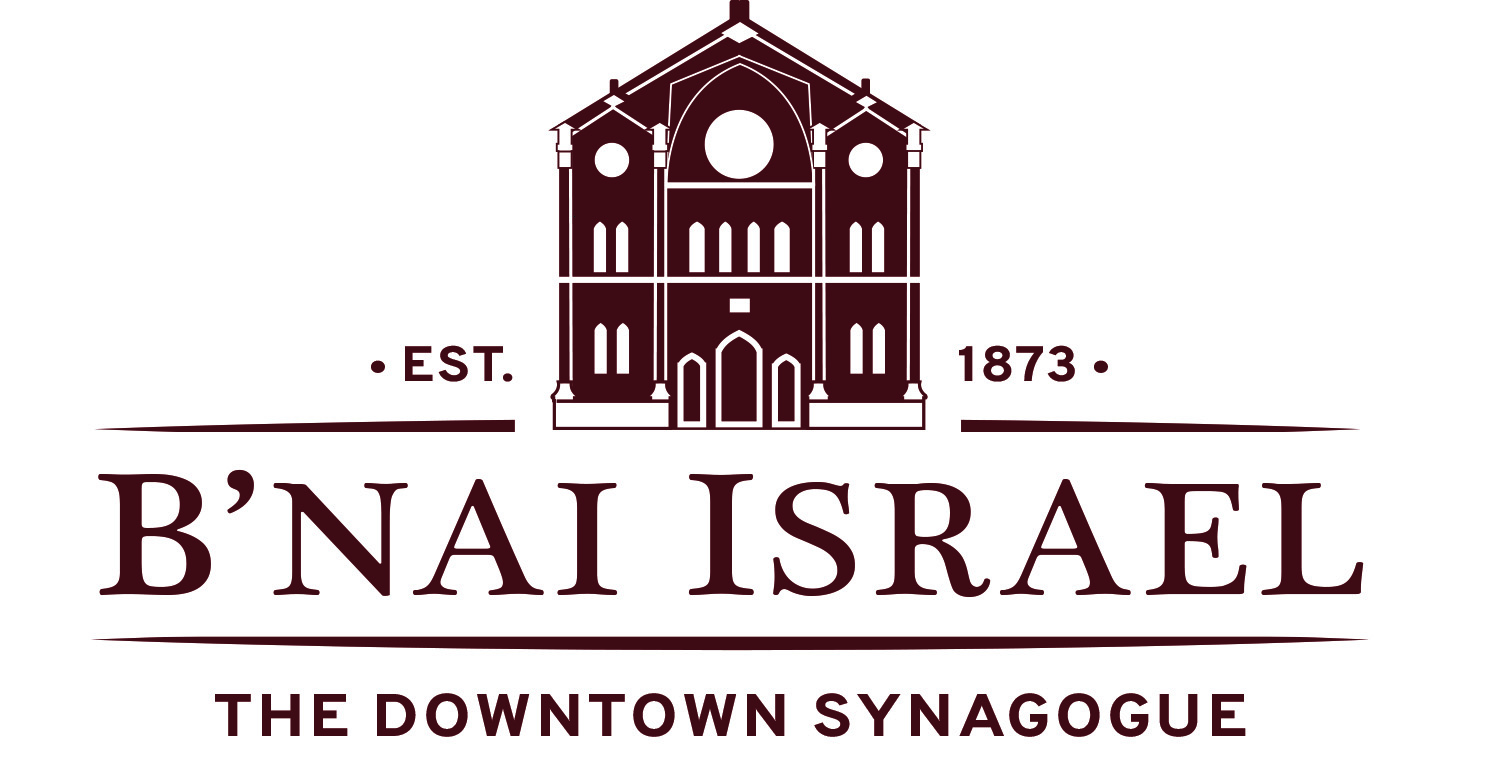 • EST. 1873 •
B’NAI ISRAEL
THE DOWNTOWN SYNAGOGUE